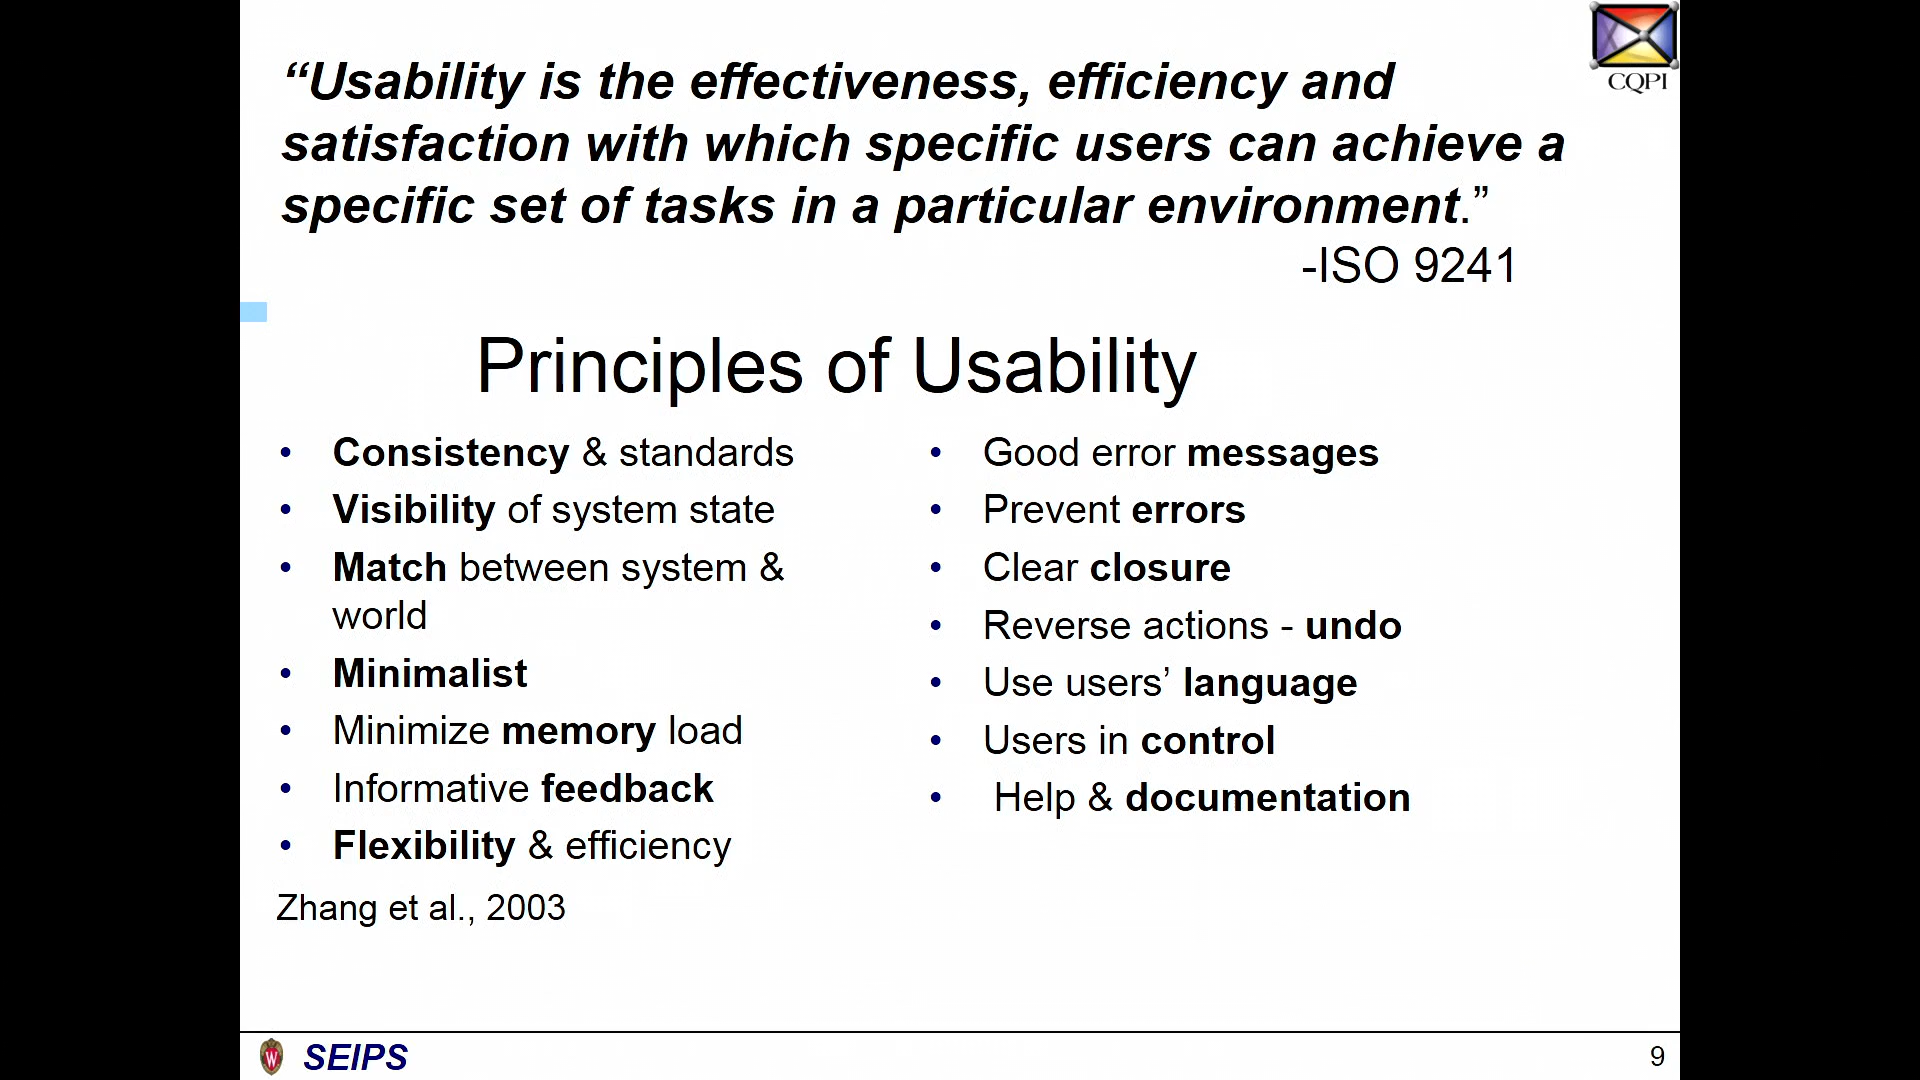 “Usability is the effectiveness, efficiency and
satisfaction with which specific users can achieve a
specific set of tasks in a particular environment.”
-ISO 9241
CQPI
Principles of Usability
• Consistency & standards
• Visibility of system state
• Match between system &
world
• Minimalist
• Minimize memory load
• Informative feedback
• Flexibility & efficiency
Zhang et al., 2003
• Good error messages
• Prevent errors
• Clear closure
• Reverse actions - undo
• Use users’ language
• Users in control
• Help & documentation
W
SEIPS
9